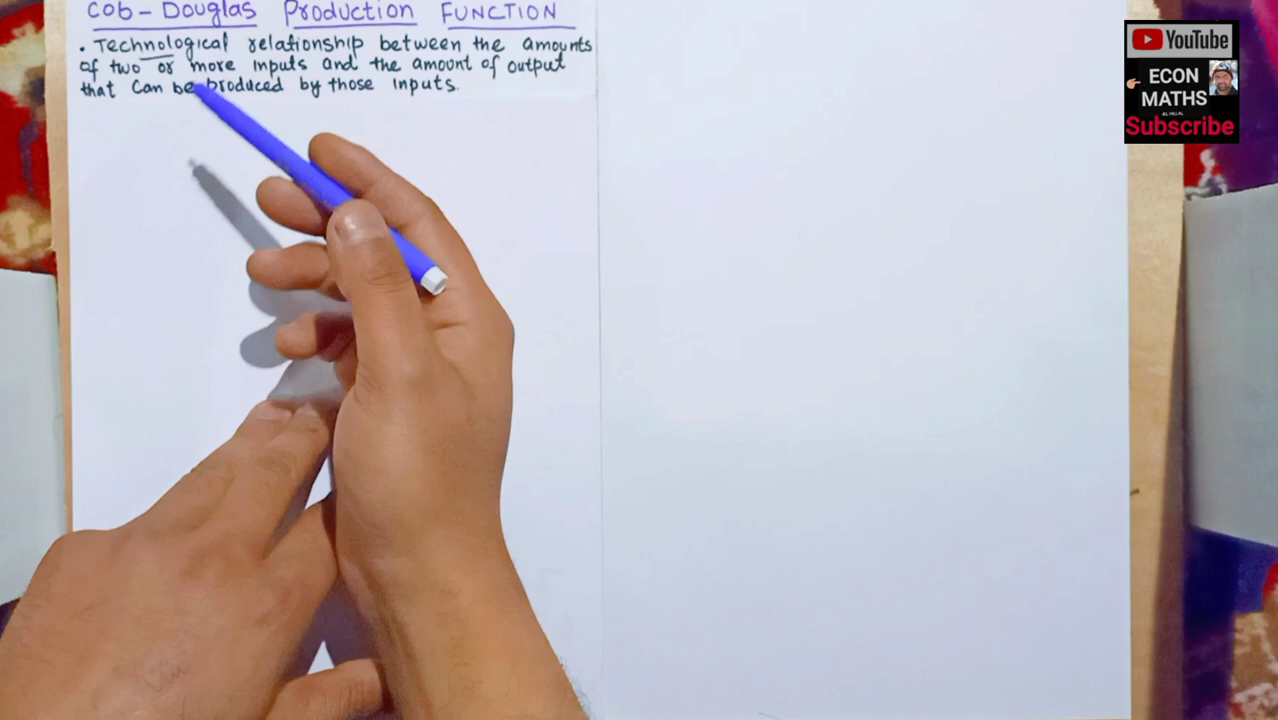 Cob-Douglas Production FUNCTION
. Technological relationship between the amounts
of two or more inputs and the amount of output
that can be produced by those inputs.
YouTube
ECON
MATHS
Subscribe